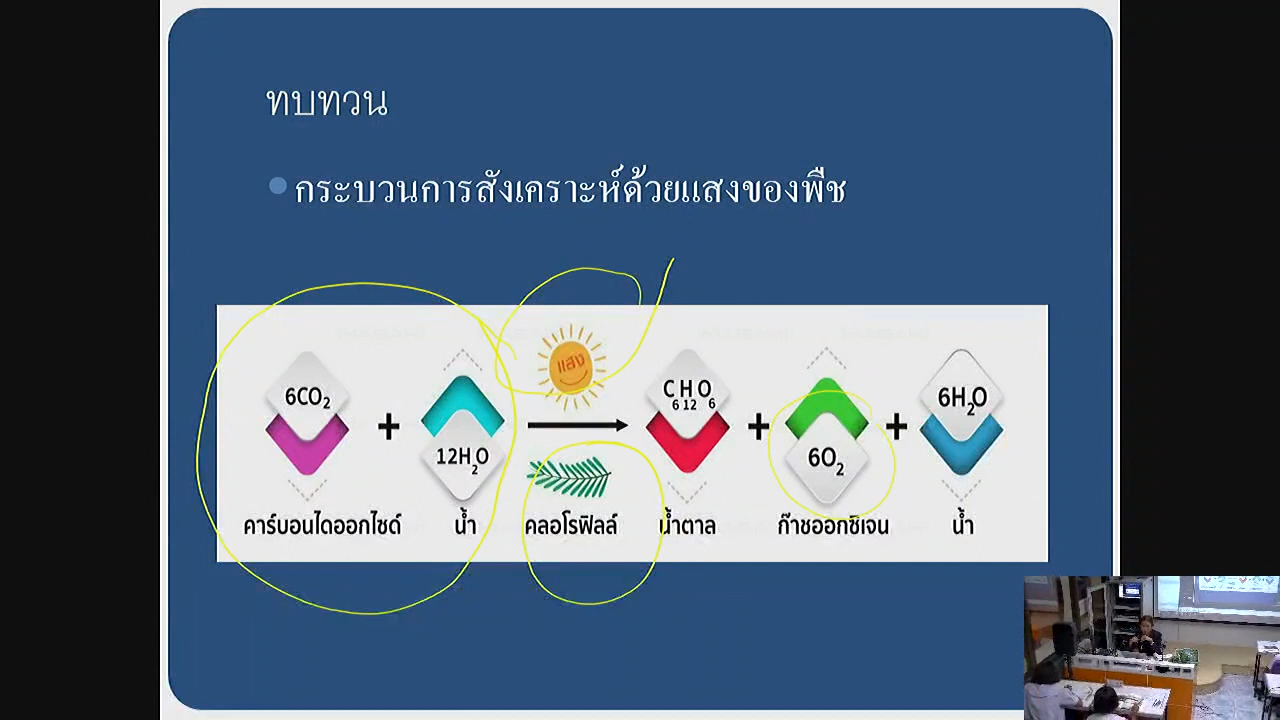 ทบทวน
กระบวนการสังเคราะห์ด้วยแสงของพืช
6CO2 + 12H2O แสง C6H12O6 + 6O2 + 6H2O
คาร์บอนไดออกไซด์ น้ำ คลอโรฟิลล์ น้ำตาล ก๊าซออกซิเจน น้ำ